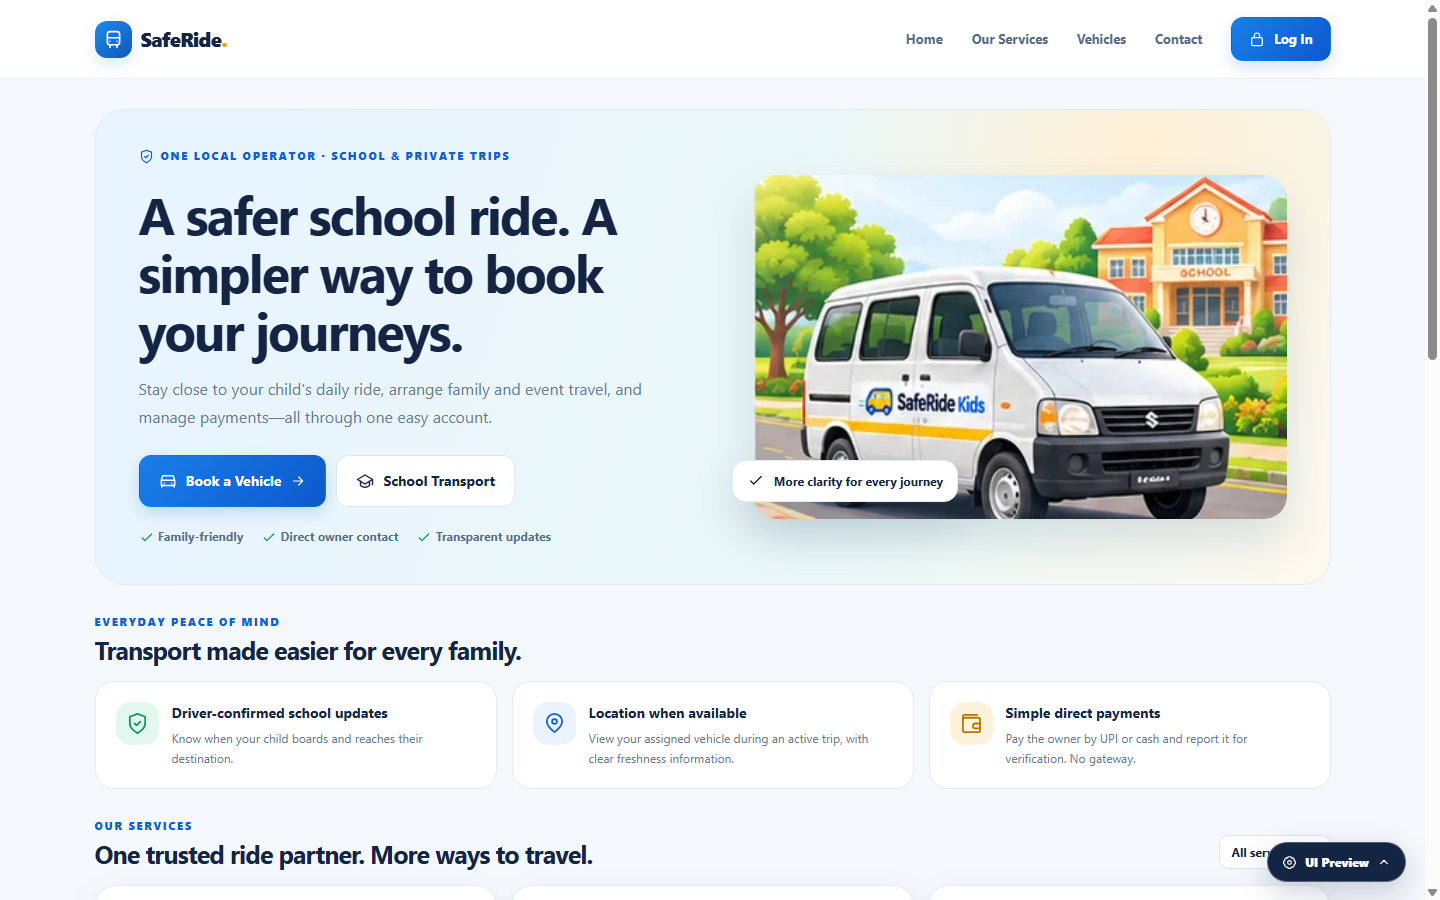 SafeRide.
Home
Our Services
Vehicles
Contact
Log In
ONE LOCAL OPERATOR · SCHOOL & PRIVATE TRIPS
A safer school ride. A
simpler way to book
your journeys.
Stay close to your child's daily ride, arrange family and event travel, and
manage payments—all through one easy account.
Book a Vehicle
School Transport
Family-friendly
Direct owner contact
Transparent updates
SCHOOL
SafeRide Kids
More clarity for every journey
EVERYDAY PEACE OF MIND
Transport made easier for every family.
Driver-confirmed school updates
Know when your child boards and reaches their
destination.
Location when available
View your assigned vehicle during an active trip, with
clear freshness information.
Simple direct payments
Pay the owner by UPI or cash and report it for
verification. No gateway.
OUR SERVICES
One trusted ride partner. More ways to travel.
All
UI Preview